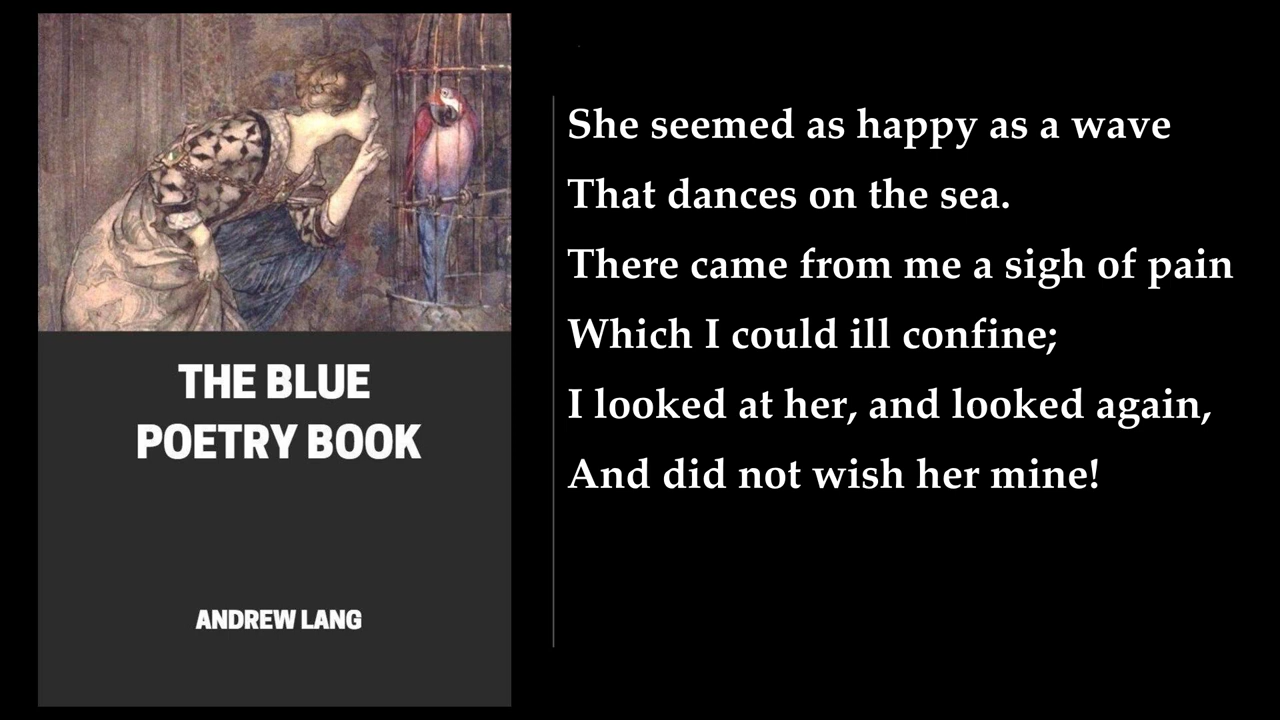 THE BLUE
POETRY BOOK
ANDREW LANG
She seemed as happy as a wave
That dances on the sea.
There came from me a sigh of pain
Which I could ill confine;
I looked at her, and looked again,
And did not wish her mine!